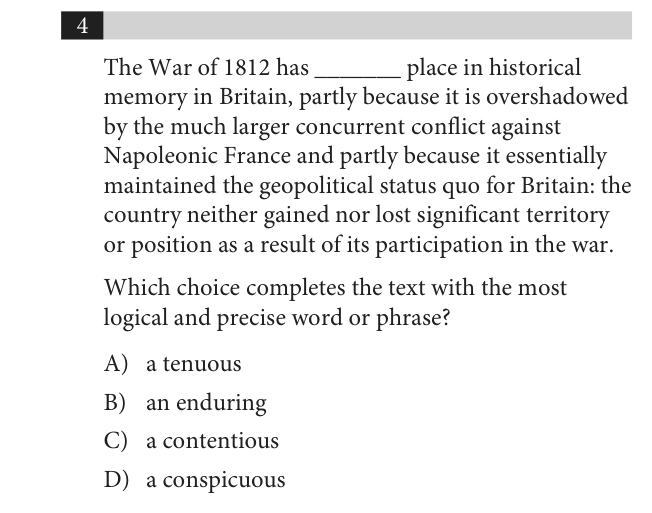 4
The War of 1812 has _______ place in historical
memory in Britain, partly because it is overshadowed
by the much larger concurrent conflict against
Napoleonic France and partly because it essentially
maintained the geopolitical status quo for Britain: the
country neither gained nor lost significant territory
or position as a result of its participation in the war.
Which choice completes the text with the most
logical and precise word or phrase?
A) a tenuous
B) an enduring
C) a contentious
D) a conspicuous